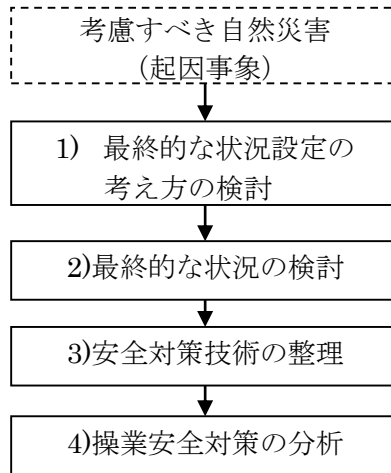 考慮すべき自然災害
(起因事象)
1) 最終的な状況設定の
考え方の検討
2)最終的な状況の検討
3)安全対策技術の整理
4)操業安全対策の分析